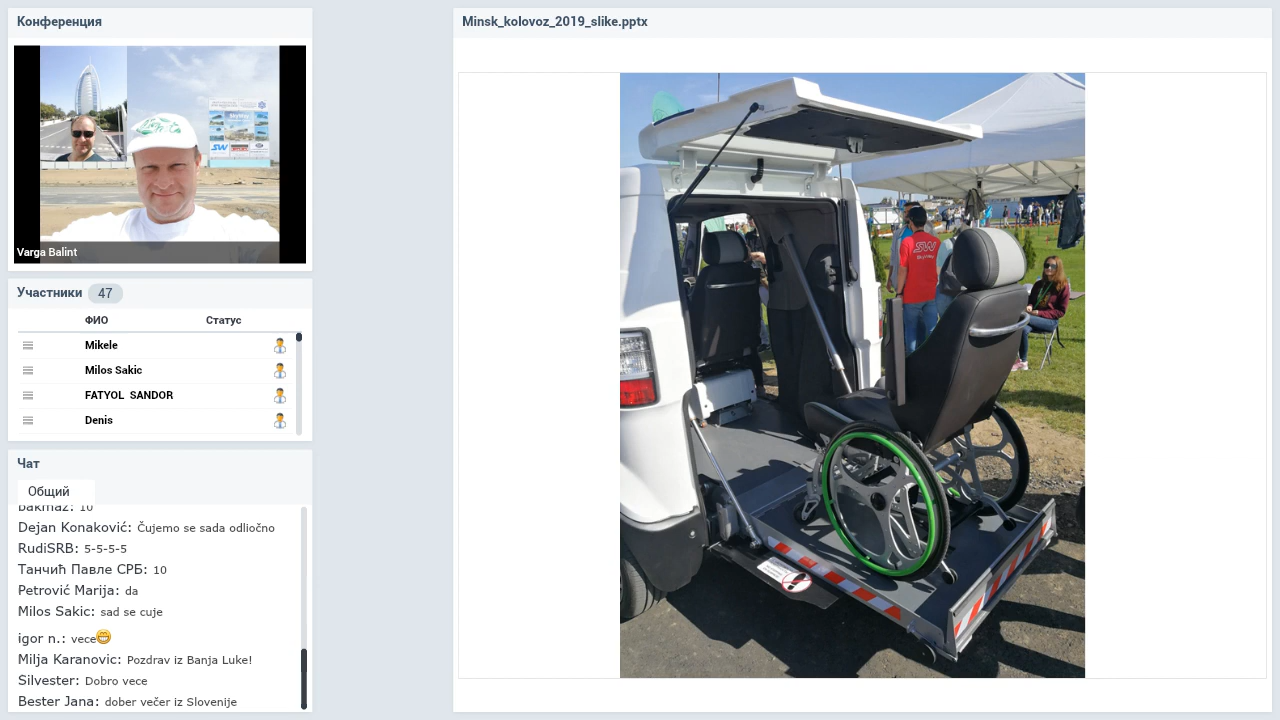 Конференция
Varga Balint
Участники 47
ФИО Статус
Mikele
Milos Sakic
FATYOL SANDOR
Denis
Чат
Общий
Dejan Konaković: Čujemo se sada odliočno
RudiSRB: 5-5-5-5
Танчић Павле СРБ: 10
Petrović Marija: da
Milos Sakic: sad se cuje
igor n.: vece😁
Milja Karanovic: Pozdrav iz Banja Luke!
Silvester: Dobro vece
Bester Jana: dober večer iz Slovenije
Minsk_kolovoz_2019_slike.pptx
SkyWay
SW
SW